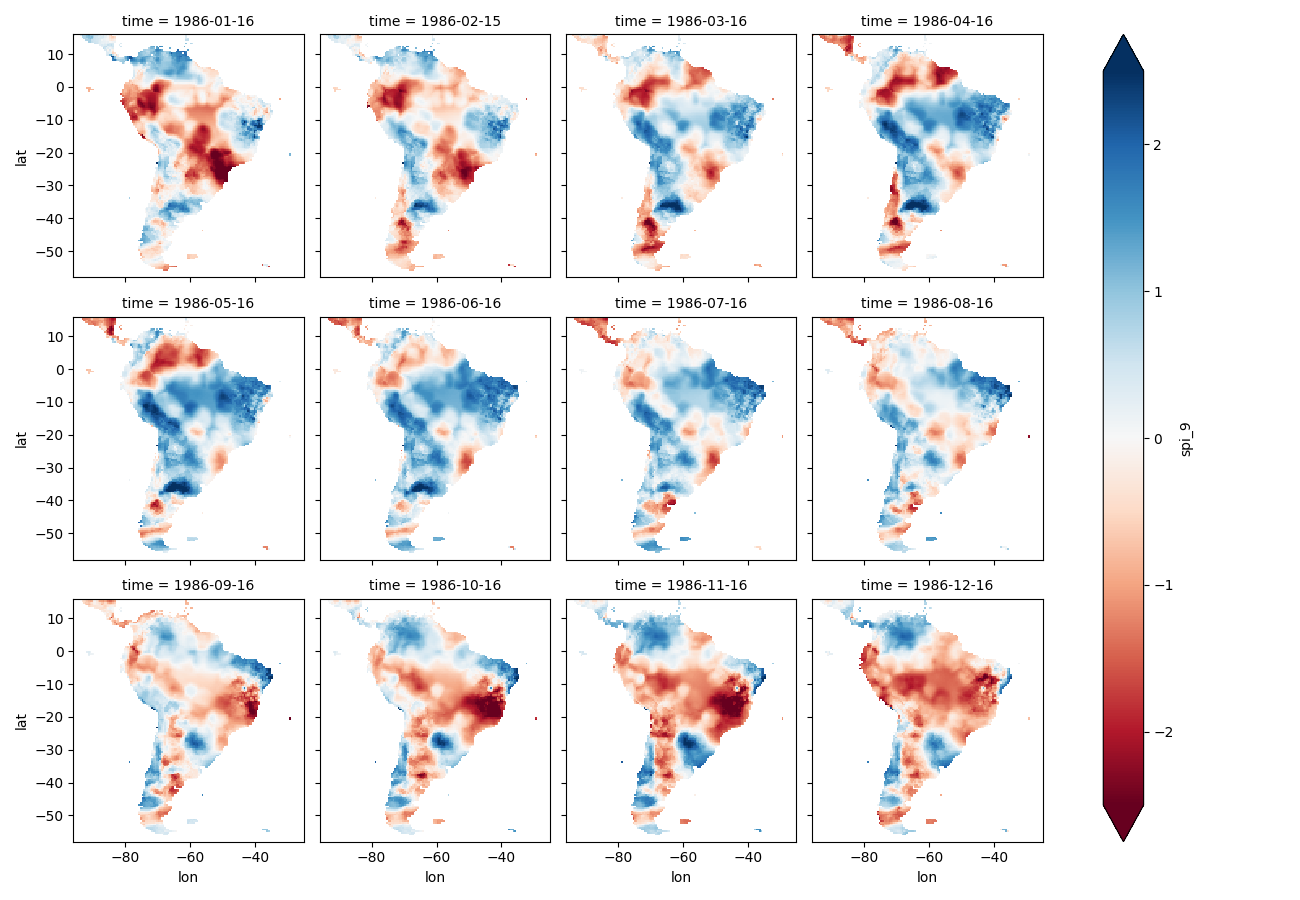 time = 1986-01-16
time = 1986-02-15
time = 1986-03-16
time = 1986-04-16
10
0
−10
−20
−30
−40
−50
lat
time = 1986-05-16
time = 1986-06-16
time = 1986-07-16
time = 1986-08-16
10
0
−10
−20
−30
−40
−50
lat
time = 1986-09-16
time = 1986-10-16
time = 1986-11-16
time = 1986-12-16
10
0
−10
−20
−30
−40
−50
lat
−80 −60 −40
lon
−80 −60 −40
lon
−80 −60 −40
lon
−80 −60 −40
lon
2
1
0
−1
−2
spi_9